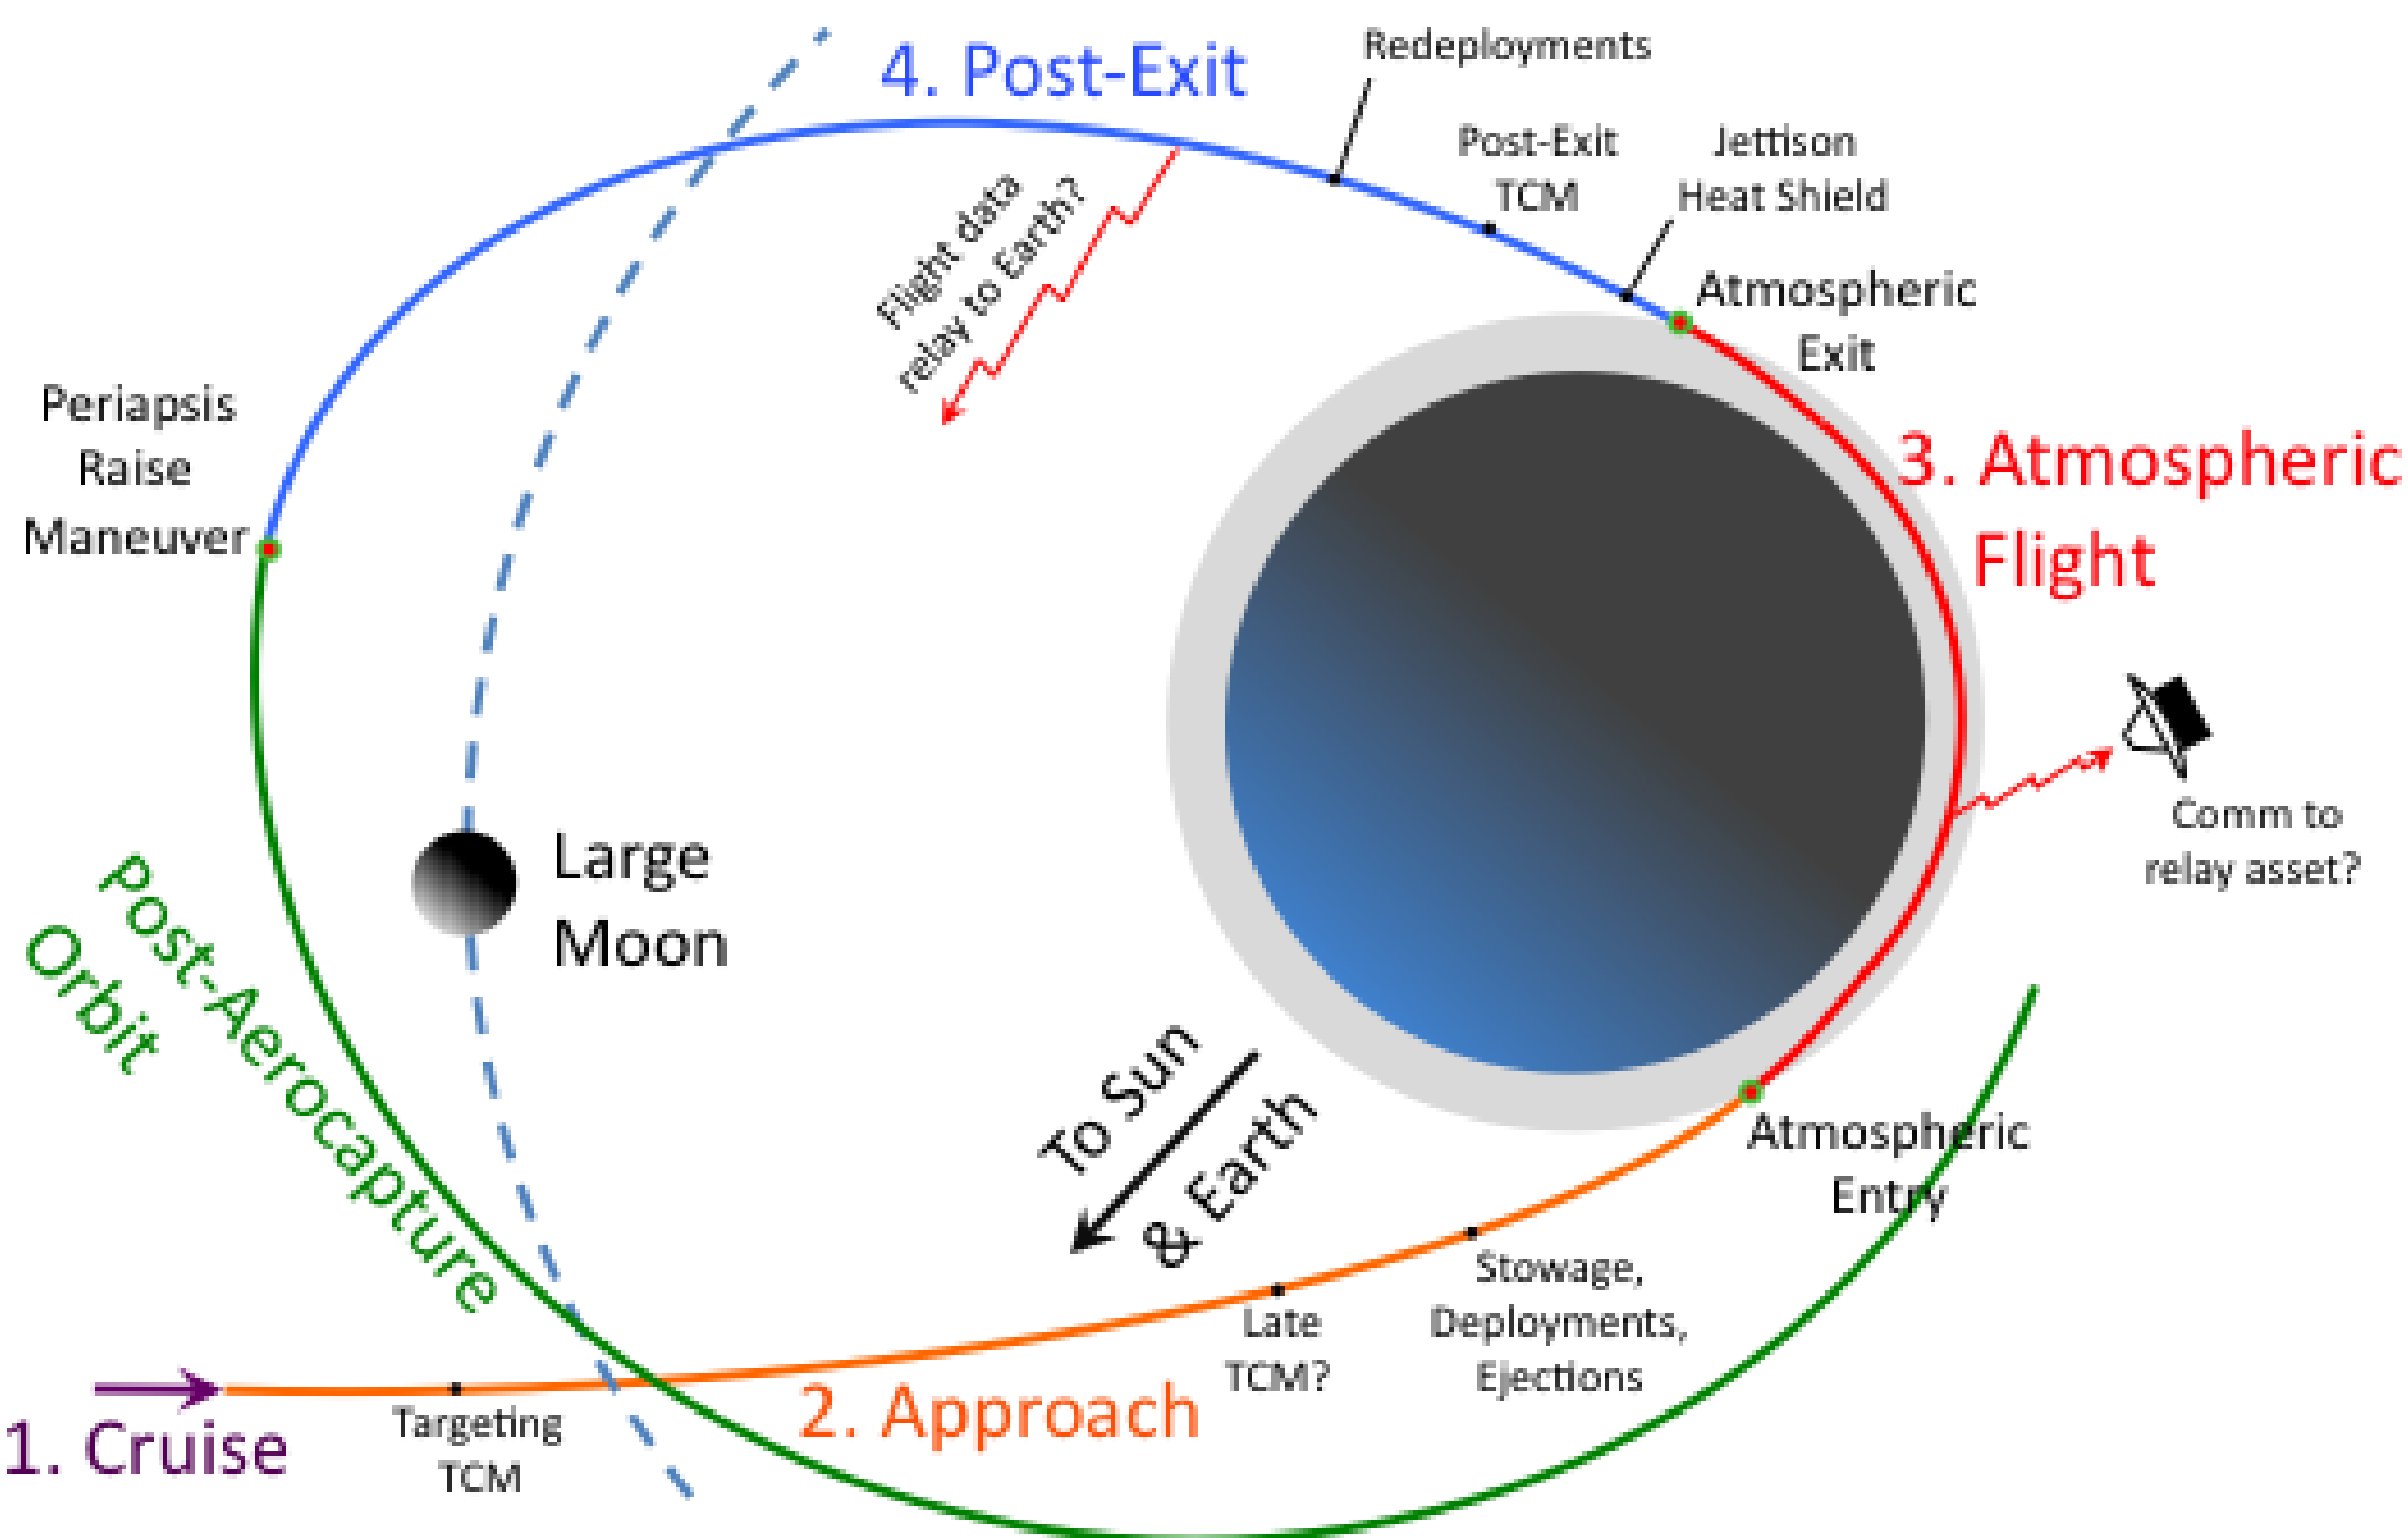 4. Post-Exit
Redeployments
Post-Exit
TCM
Jettison
Heat Shield
Atmospheric
Exit
Flight data
relay to Earth?
Periapsis
Raise
Maneuver
3. Atmospheric
Flight
Comm to
relay asset?
Large
Moon
Post-Aerocapture
Orbit
To Sun
& Earth
Atmospheric
Entry
Stowage,
Deployments,
Ejections
Late
TCM?
2. Approach
Targeting
TCM
1. Cruise